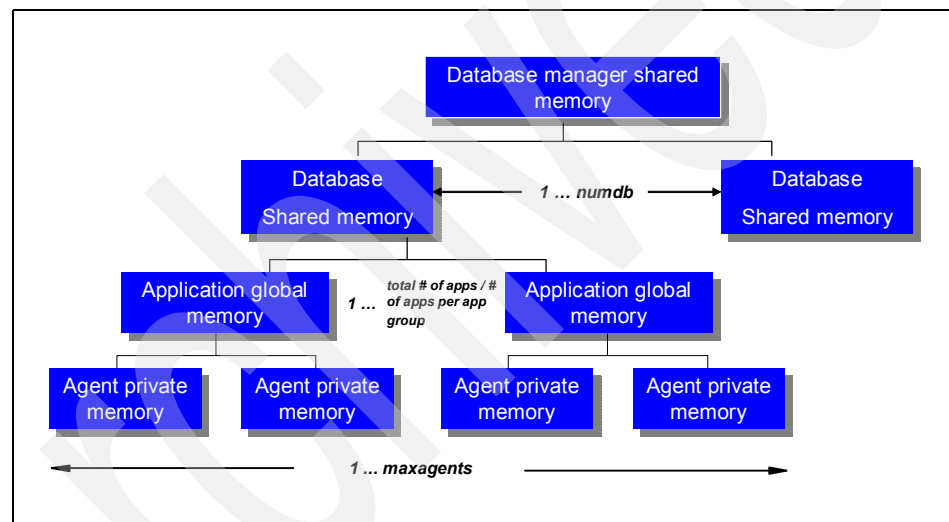 Database manager shared
memory
Database
Shared memory
1 ... numdb
Database
Shared memory
Application global
memory
1 ...
total # of apps / #
of apps per app
group
Application global
memory
Agent private
memory
Agent private
memory
Agent private
memory
Agent private
memory
1 ... maxagents